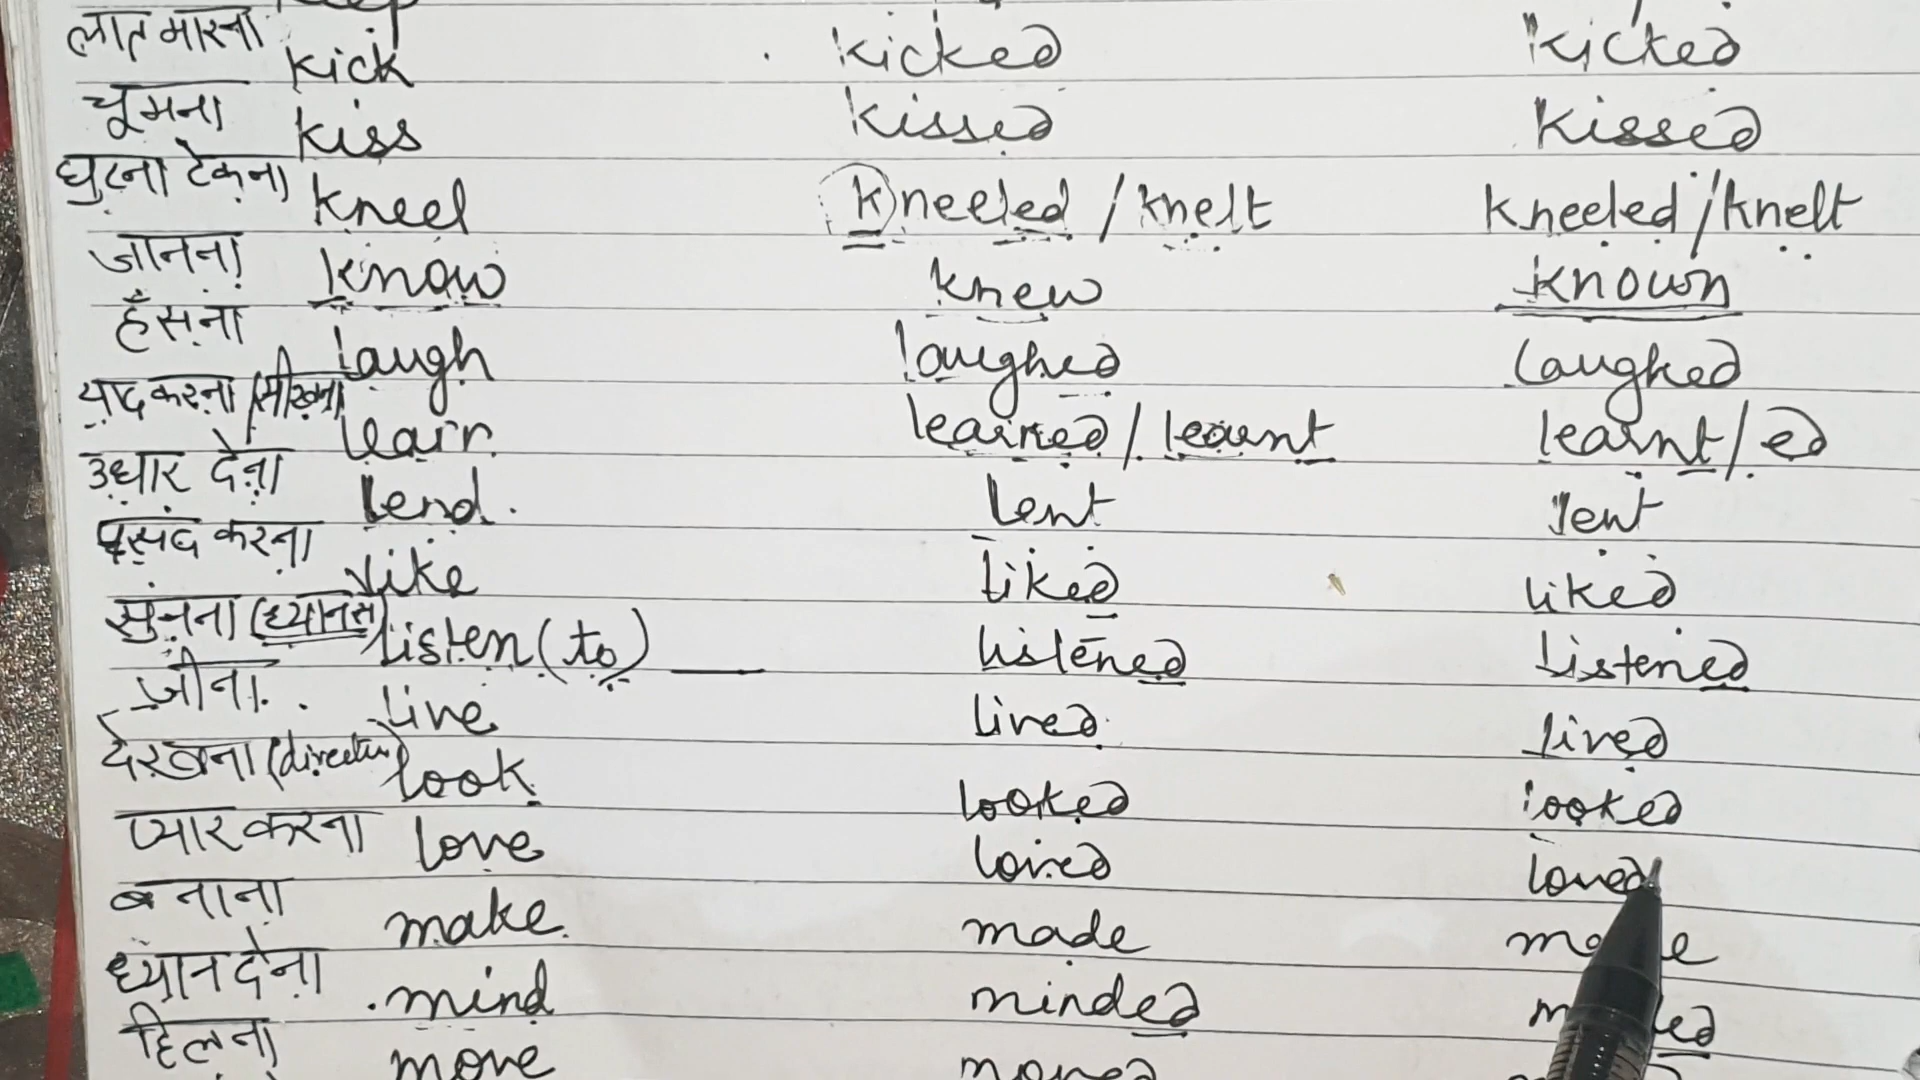 लात मारना kick kicked kicked
चूमना kiss kissed kissed
घुटना टेकना kneel kneeled/knelt kneeled/knelt
जानना know knew known
हँसना laugh laughed laughed
याद करना/सीखना learn learned/learnt learnt/ed
उधार देना lend lent lent
पसंद करना like liked liked
सुनना (ध्यानसे) listen (to) listened listened
जीना live lived lived
देखना look looked looked
प्यार करना love loved loved
बनाना make made
ध्यान देना mind minded
हिलना move moved